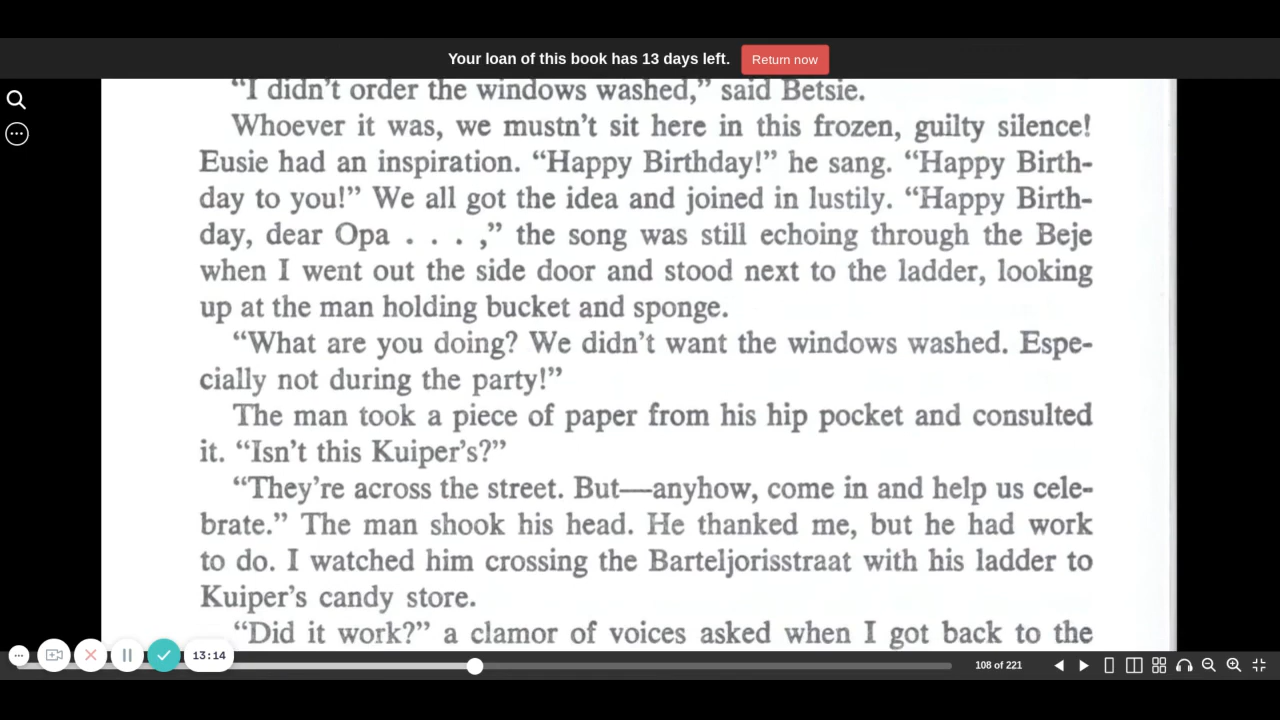 Your loan of this book has 13 days left. Return now
“I didn’t order the windows washed,” said Betsie.
Whoever it was, we mustn’t sit here in this frozen, guilty silence!
Eusie had an inspiration. “Happy Birthday!” he sang. “Happy Birth-
day to you!” We all got the idea and joined in lustily. “Happy Birth-
day, dear Opa . . . ,” the song was still echoing through the Beje
when I went out the side door and stood next to the ladder, looking
up at the man holding bucket and sponge.
“What are you doing? We didn’t want the windows washed. Espe-
cially not during the party!”
The man took a piece of paper from his hip pocket and consulted
it. “Isn’t this Kuiper’s?”
“They’re across the street. But—anyhow, come in and help us cele-
brate.” The man shook his head. He thanked me, but he had work
to do. I watched him crossing the Barteljorisstraat with his ladder to
Kuiper’s candy store.
“Did it work?” a clamor of voices asked when I got back to the
13:14
108 of 221